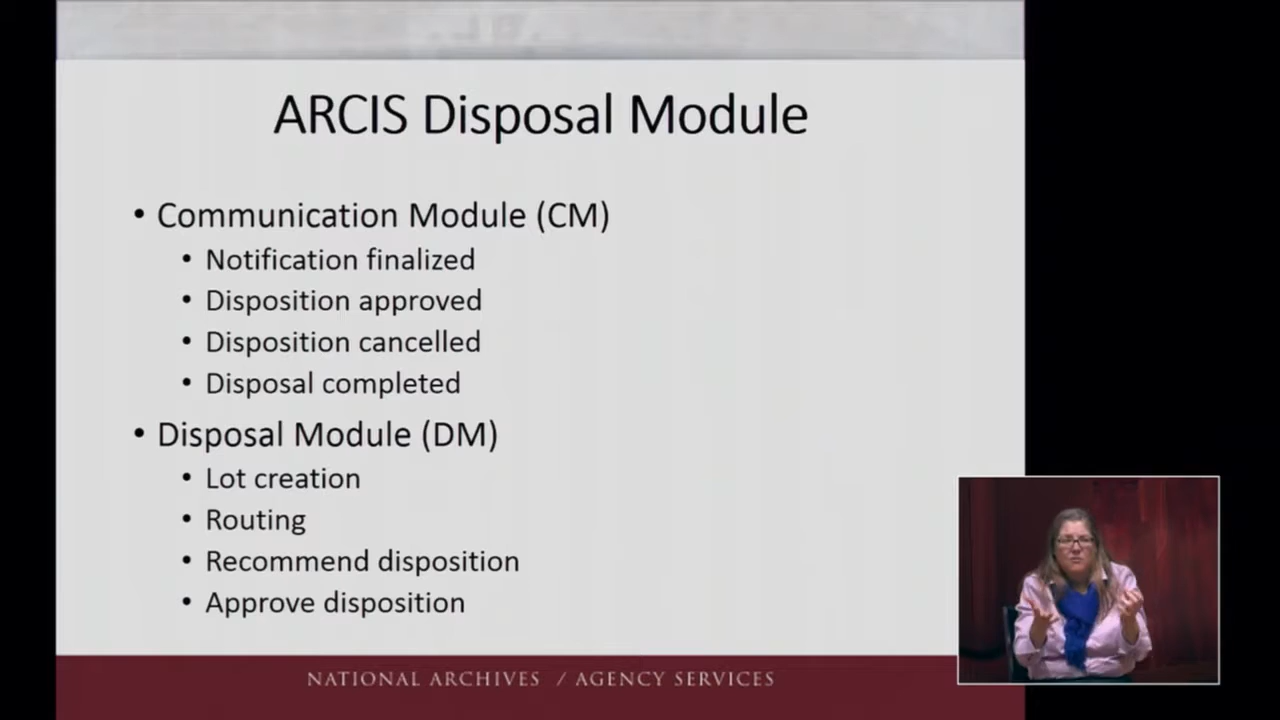 ARCIS Disposal Module
• Communication Module (CM)
• Notification finalized
• Disposition approved
• Disposition cancelled
• Disposal completed
• Disposal Module (DM)
• Lot creation
• Routing
• Recommend disposition
• Approve disposition
NATIONAL ARCHIVES / AGENCY SERVICES